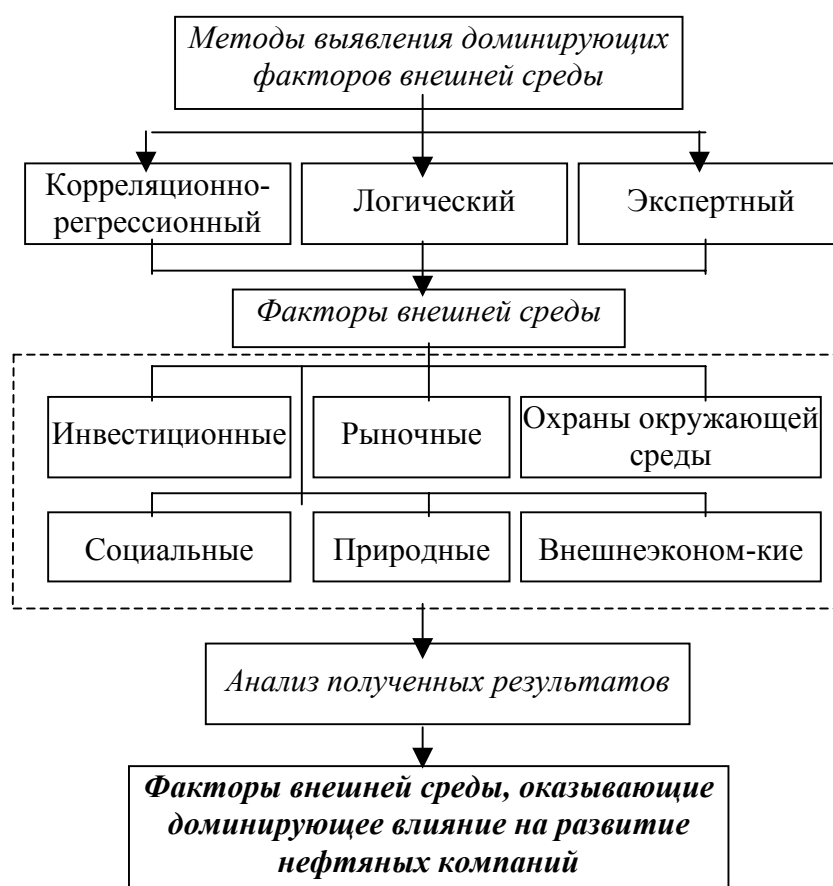 Методы выявления доминирующих
факторов внешней среды
Корреляционно-
регрессионный
Логический
Экспертный
Факторы внешней среды
Инвестиционные
Рыночные
Охраны окружающей
среды
Социальные
Природные
Внешнеэконом-кие
Анализ полученных результатов
Факторы внешней среды, оказывающие
доминирующее влияние на развитие
нефтяных компаний